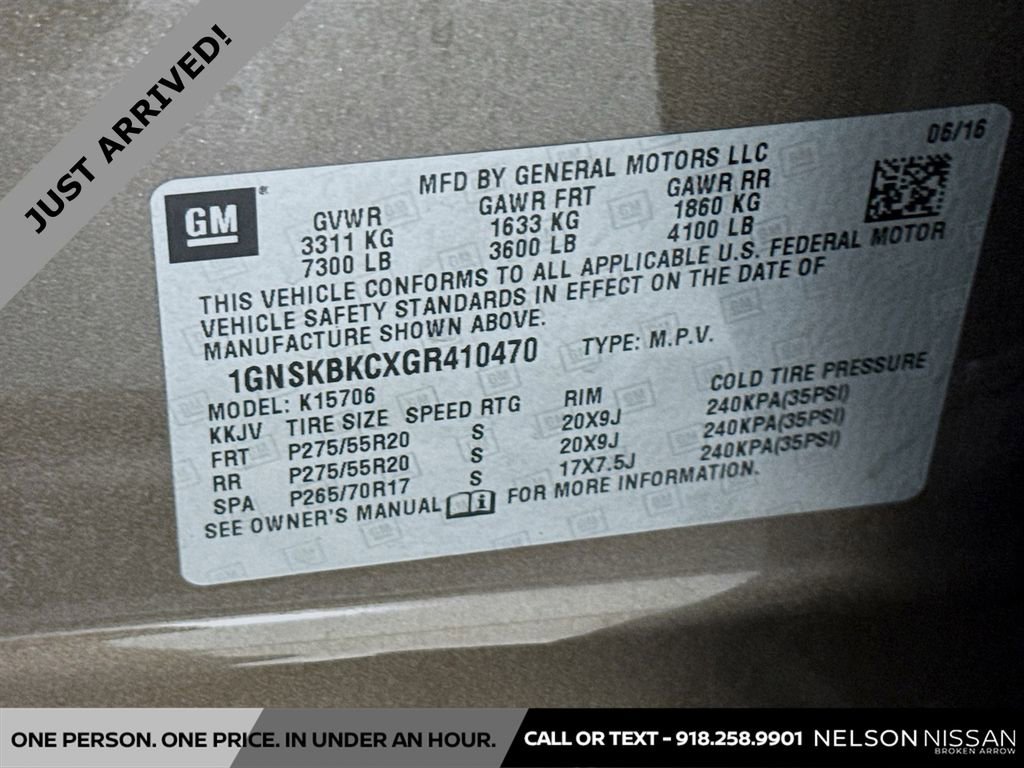 JUST ARRIVED!
06/16
MFD BY GENERAL MOTORS LLC
GM
GVWR GAWR FRT GAWR RR
3311 KG 1633 KG 1860 KG
7300 LB 3600 LB 4100 LB
THIS VEHICLE CONFORMS TO ALL APPLICABLE U.S. FEDERAL MOTOR
VEHICLE SAFETY STANDARDS IN EFFECT ON THE DATE OF
MANUFACTURE SHOWN ABOVE.
1GNSKBKCXGR410470 TYPE: M.P.V.
MODEL: K15706
KKJV TIRE SIZE SPEED RTG RIM COLD TIRE PRESSURE
FRT P275/55R20 S 20X9J 240KPA(35PSI)
RR P275/55R20 S 20X9J 240KPA(35PSI)
SPA P265/70R17 S 17X7.5J 240KPA(35PSI)
SEE OWNER'S MANUAL i FOR MORE INFORMATION.
ONE PERSON. ONE PRICE. IN UNDER AN HOUR. CALL OR TEXT - 918.258.9901 NELSON NISSAN
BROKEN ARROW